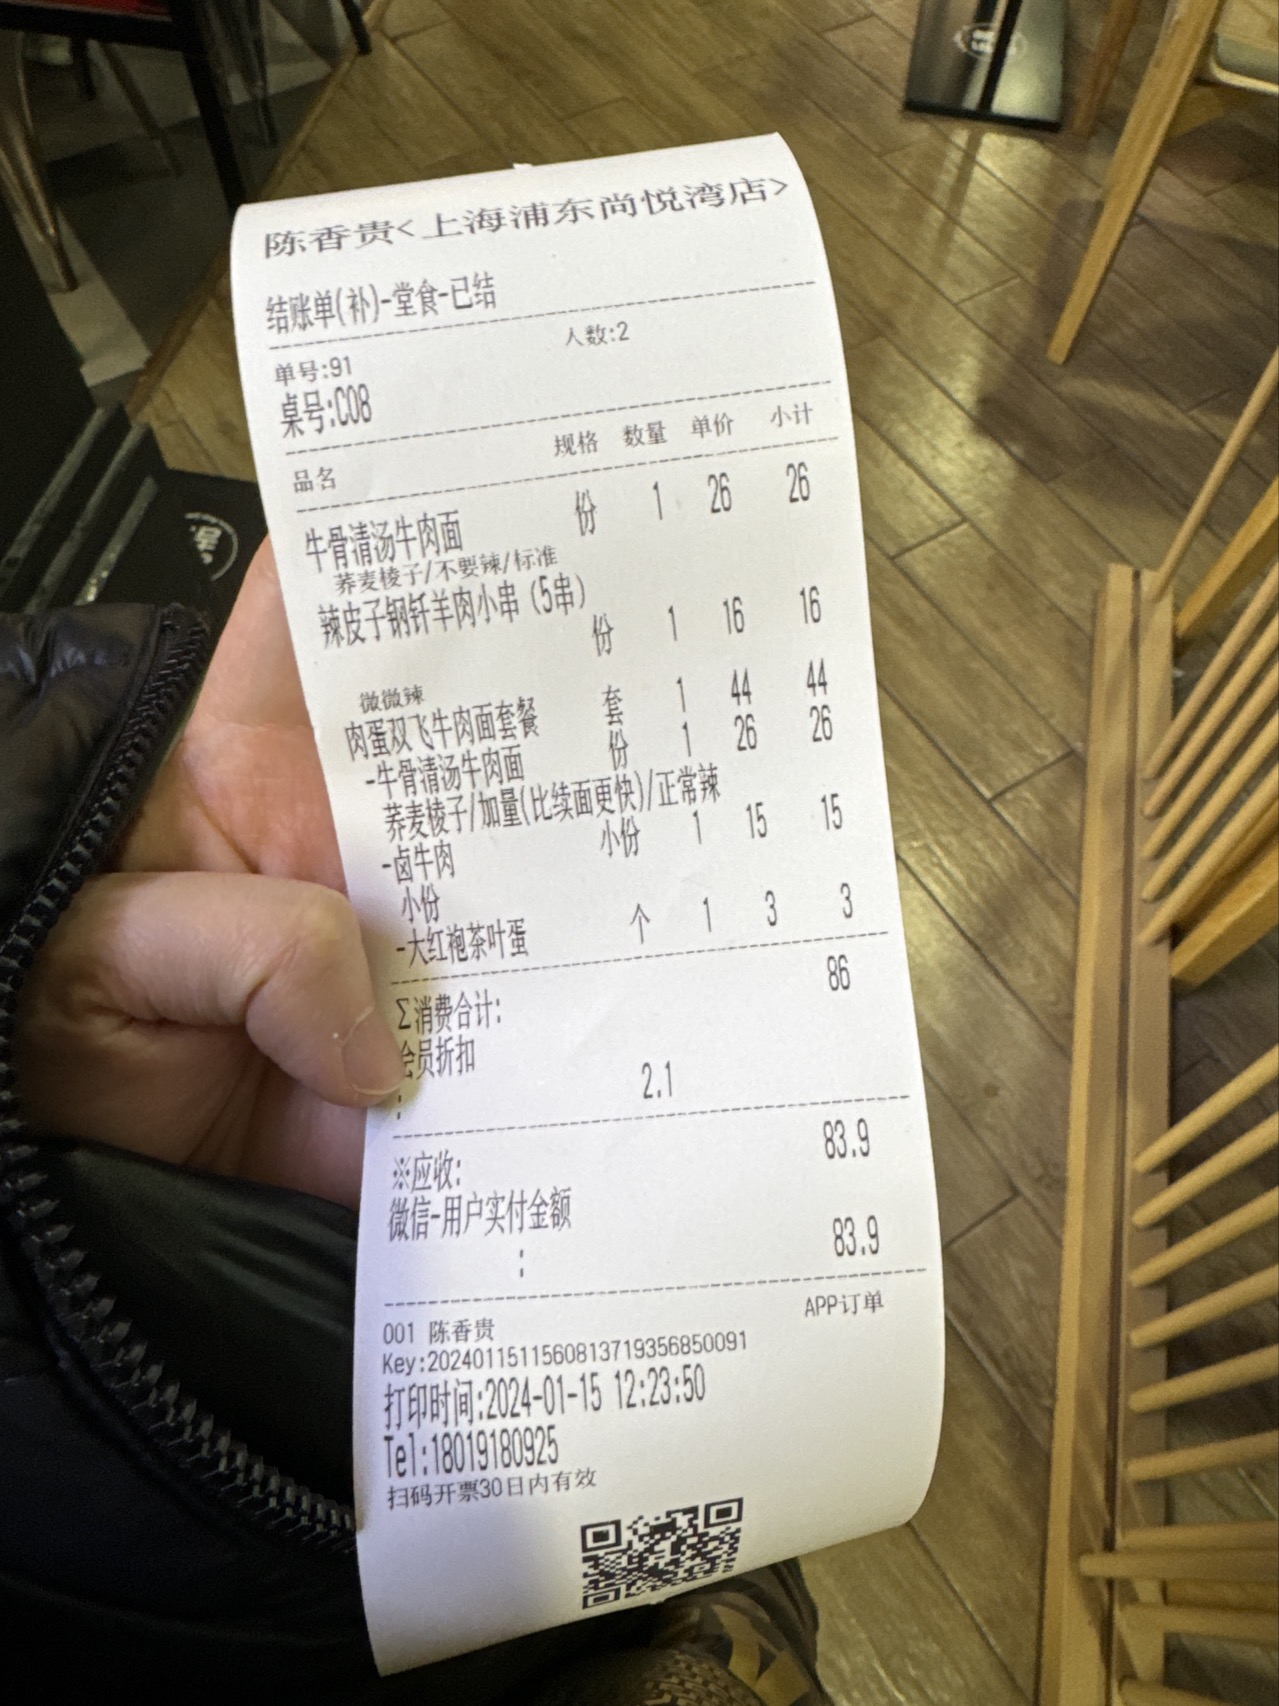 陈香贵<上海浦东尚悦湾店>
结账单(补)-堂食-已结
单号:91 人数:2
桌号:C08
品名 规格 数量 单价 小计
牛骨清汤牛肉面 份 1 26 26
荞麦棱子/不要辣/标准
辣皮子钢钎羊肉小串（5串）
份 1 16 16
微微辣
肉蛋双飞牛肉面套餐 套 1 44 44
-牛骨清汤牛肉面 份 1 26 26
荞麦棱子/加量(比续面更快)/正常辣
-卤牛肉 小份 1 15 15
小份
-大红袍茶叶蛋 个 1 3 3
Σ消费合计: 86
会员折扣
: 2.1
※应收: 83.9
微信-用户实付金额
: 83.9
001 陈香贵 APP订单
Key:20240115115608137193568500​91
打印时间:2024-01-15 12:23:50
Tel:18019180925
扫码开票30日内有效